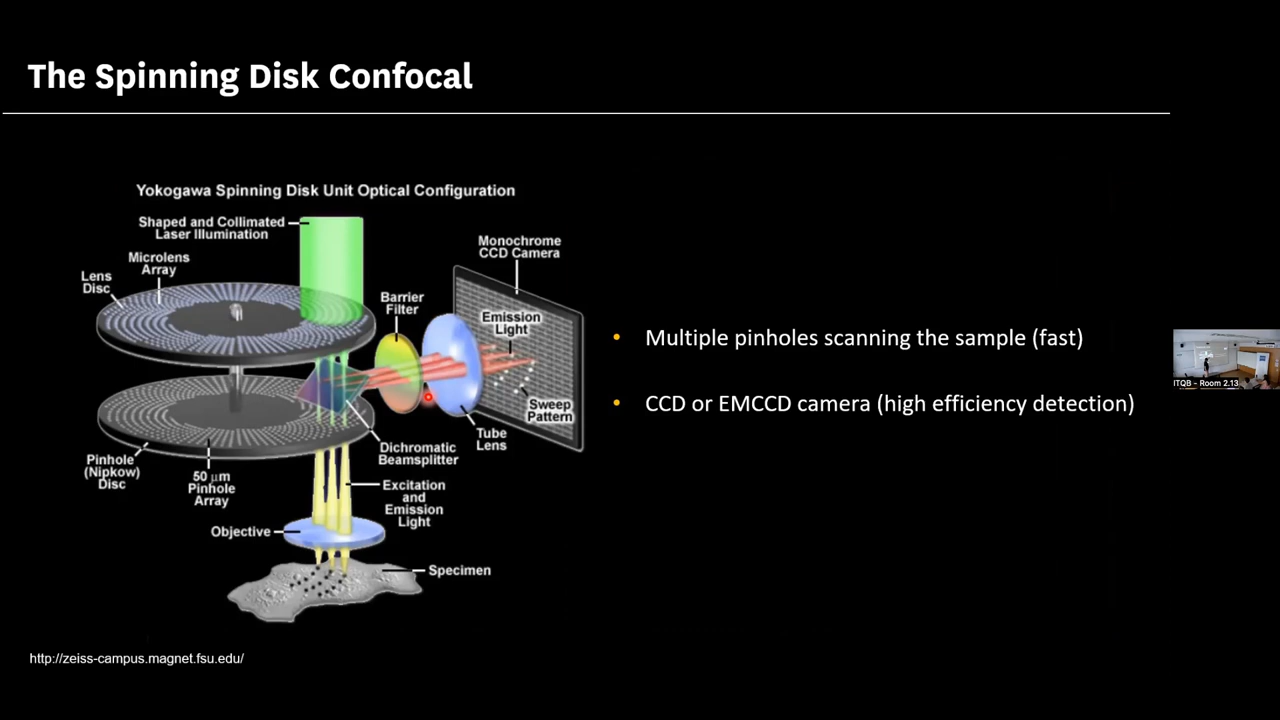 The Spinning Disk Confocal
Yokogawa Spinning Disk Unit Optical Configuration
Shaped and Collimated
Laser Illumination
Microlens
Array
Lens
Disc
Monochrome
CCD Camera
Barrier
Filter
Emission
Light
Sweep
Pattern
Tube
Lens
Dichromatic
Beamsplitter
Pinhole
(Nipkow)
Disc
50 μm
Pinhole
Array
Excitation
and
Emission
Light
Objective
Specimen
• Multiple pinholes scanning the sample (fast)
• CCD or EMCCD camera (high efficiency detection)
ITQB - Room 2.13
http://zeiss-campus.magnet.fsu.edu/